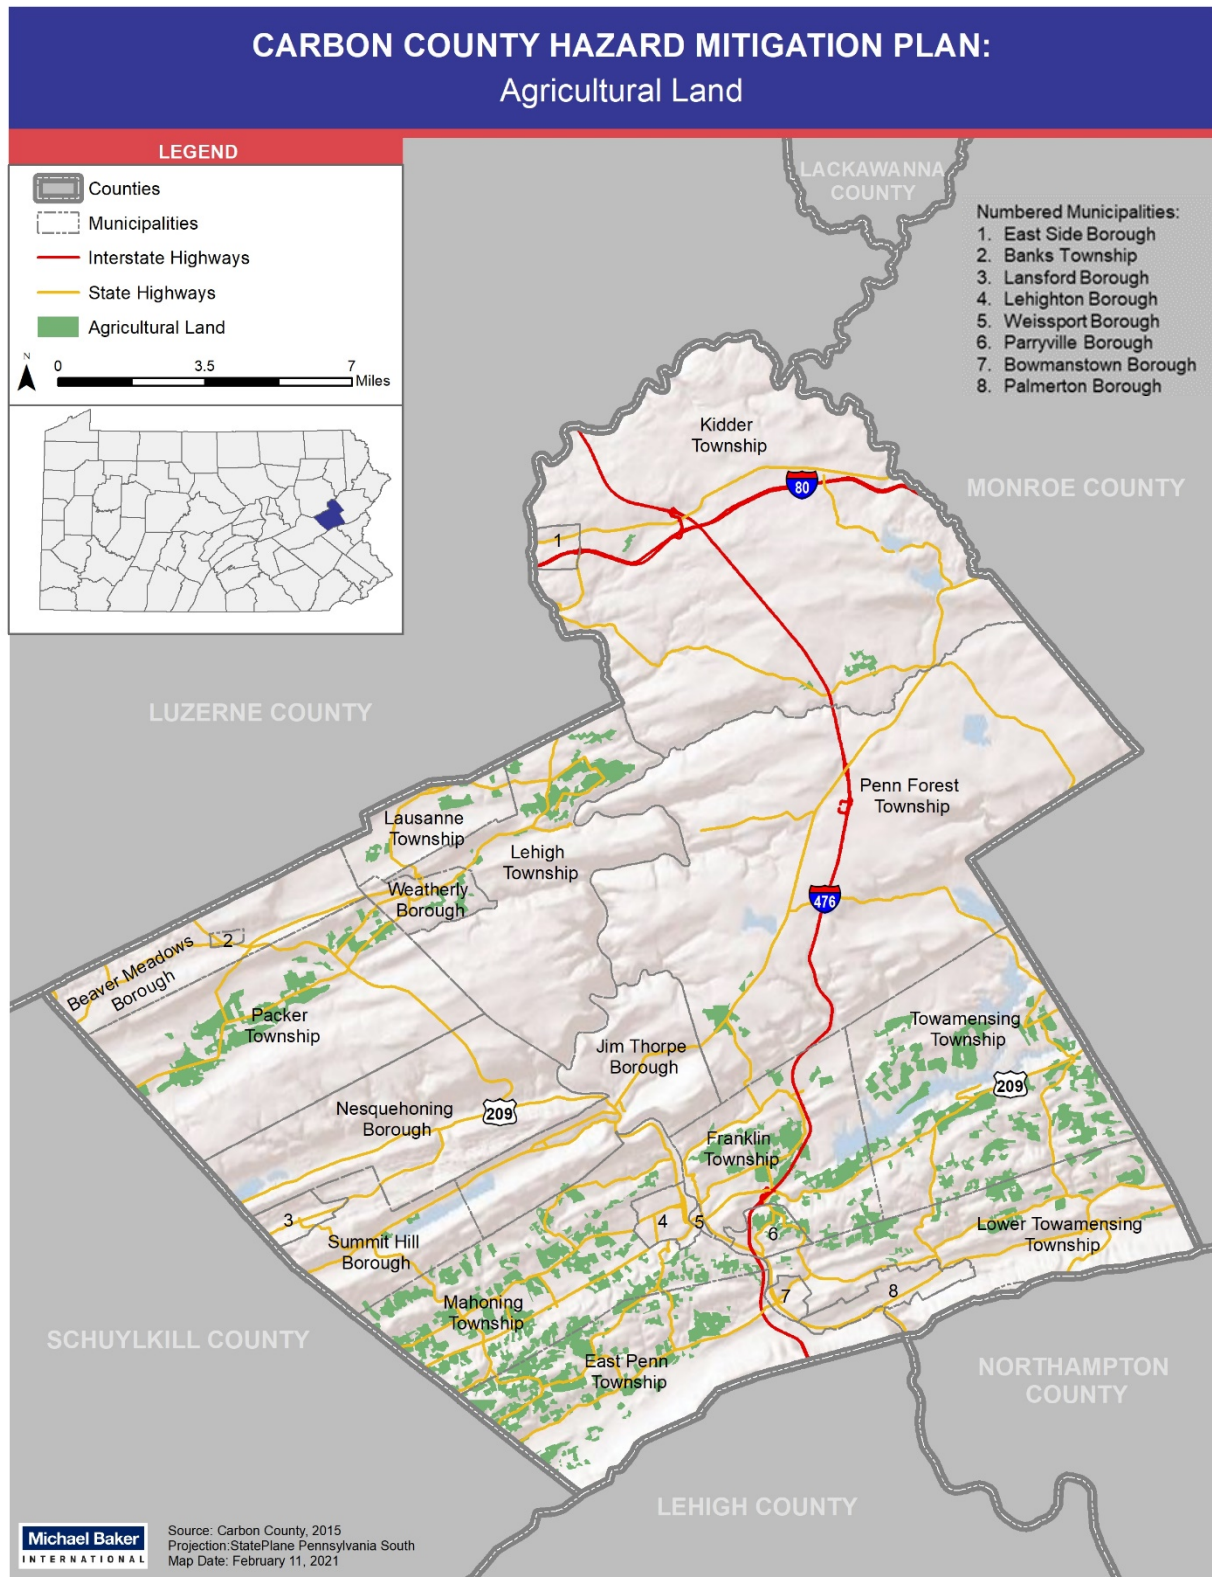 CARBON COUNTY HAZARD MITIGATION PLAN:
Agricultural Land
LEGEND
Counties
Municipalities
Interstate Highways
State Highways
Agricultural Land
N
0 3.5 7
Miles
LACKAWANNA
COUNTY
Numbered Municipalities:
1. East Side Borough
2. Banks Township
3. Lansford Borough
4. Lehighton Borough
5. Weissport Borough
6. Parryville Borough
7. Bowmanstown Borough
8. Palmerton Borough
Kidder
Township
80
MONROE COUNTY
1
LUZERNE COUNTY
Penn Forest
Township
Lausanne
Township
Lehigh
Township
Weatherly
Borough
476
2
Beaver Meadows
Borough
Packer
Township
Towamensing
Township
Jim Thorpe
Borough
209
Nesquehoning
Borough
209
Franklin
Township
3
4
5
6
Summit Hill
Borough
Lower Towamensing
Township
7
8
Mahoning
Township
SCHUYLKILL COUNTY
East Penn
Township
NORTHAMPTON
COUNTY
LEHIGH COUNTY
Michael Baker
INTERNATIONAL
Source: Carbon County, 2015
Projection:StatePlane Pennsylvania South
Map Date: February 11, 2021